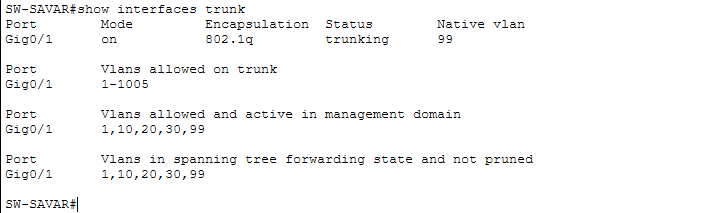 SW-SAVAR#show interfaces trunk
Port        Mode         Encapsulation  Status        Native vlan
Gig0/1      on           802.1q         trunking      99
Port        Vlans allowed on trunk
Gig0/1      1-1005
Port        Vlans allowed and active in management domain
Gig0/1      1,10,20,30,99
Port        Vlans in spanning tree forwarding state and not pruned
Gig0/1      1,10,20,30,99
SW-SAVAR#